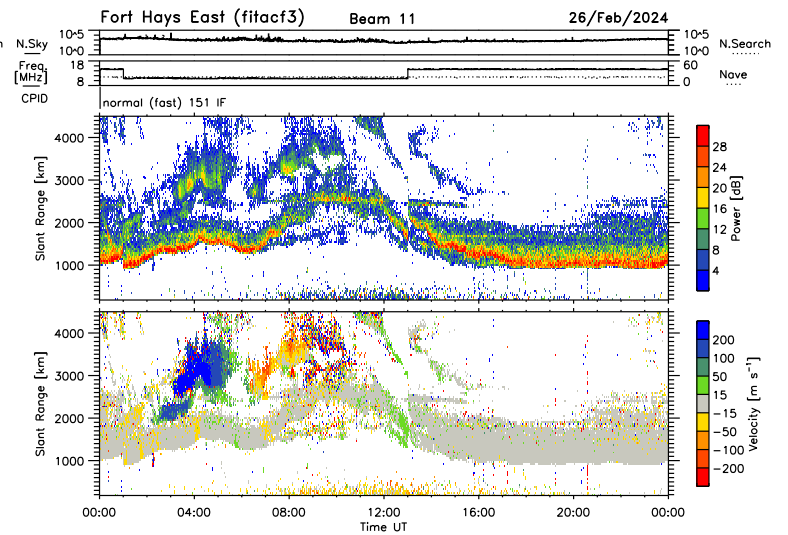 Fort Hays East (fitacf3) Beam 11 26/Feb/2024
N.Sky 10^5 10^0 10^5 10^0 N.Search
Freq. [MHz] 18 8 60 0 Nave
CPID normal (fast) 151 IF
Slant Range [km] 4000 3000 2000 1000
Power [dB] 28 24 20 16 12 8 4
Slant Range [km] 4000 3000 2000 1000
Velocity [m s⁻¹] 200 100 50 15 −15 −50 −100 −200
00:00 04:00 08:00 12:00 16:00 20:00 00:00
Time UT